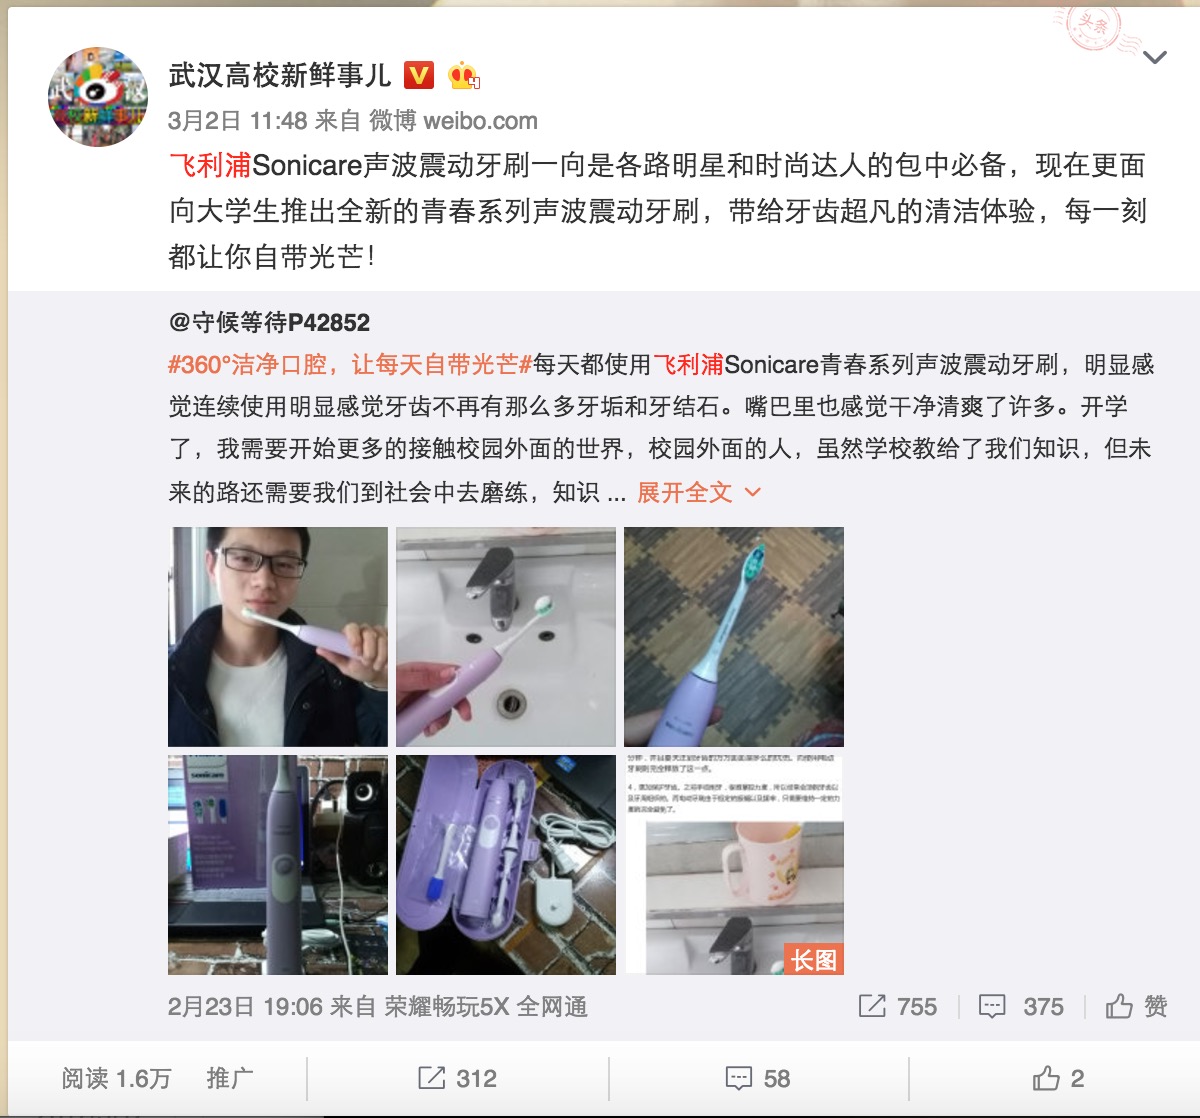 头条
武汉高校新鲜事儿
3月2日 11:48 来自 微博 weibo.com
飞利浦Sonicare声波震动牙刷一向是各路明星和时尚达人的包中必备，现在更面
向大学生推出全新的青春系列声波震动牙刷，带给牙齿超凡的清洁体验，每一刻
都让你自带光芒！
@守候等待P42852
#360°洁净口腔，让每天自带光芒#每天都使用飞利浦Sonicare青春系列声波震动牙刷，明显感
觉连续使用明显感觉牙齿不再有那么多牙垢和牙结石。嘴巴里也感觉干净清爽了许多。开学
了，我需要开始更多的接触校园外面的世界，校园外面的人，虽然学校教给了我们知识，但未
来的路还需要我们到社会中去磨练，知识 ... 展开全文
sonicare
长图
2月23日 19:06 来自 荣耀畅玩5X 全网通
755 375 赞
阅读 1.6万 推广 312 58 2